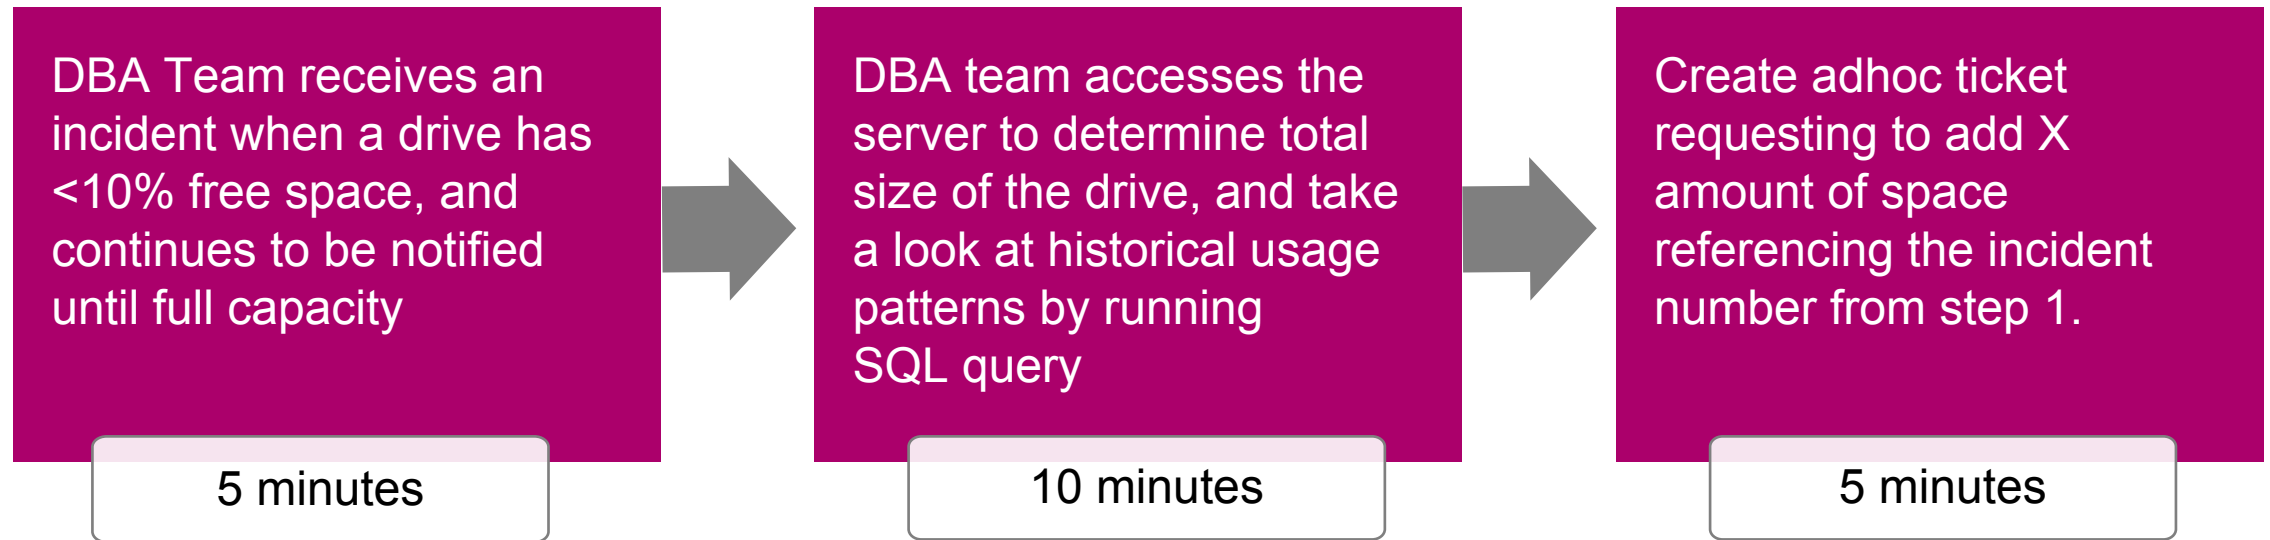 DBA Team receives an
incident when a drive has
<10% free space, and
continues to be notified
until full capacity
5 minutes
DBA team accesses the
server to determine total
size of the drive, and take
a look at historical usage
patterns by running
SQL query
10 minutes
Create adhoc ticket
requesting to add X
amount of space
referencing the incident
number from step 1.
5 minutes